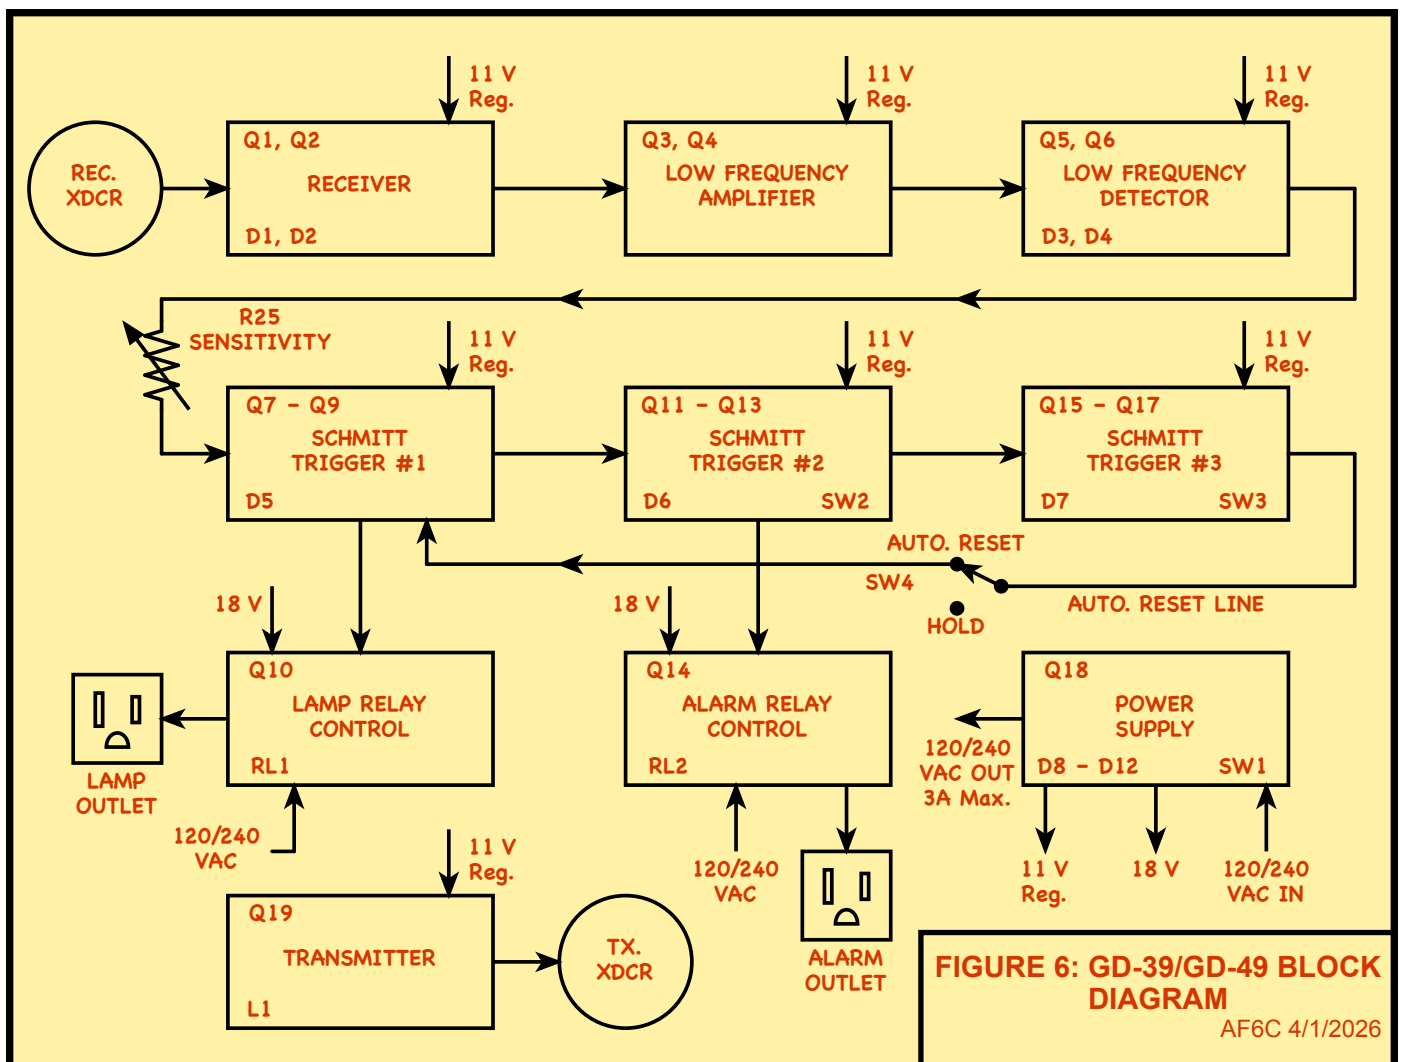 11 V
Reg.
11 V
Reg.
11 V
Reg.
REC.
XDCR
Q1, Q2
RECEIVER
D1, D2
Q3, Q4
LOW FREQUENCY
AMPLIFIER
Q5, Q6
LOW FREQUENCY
DETECTOR
D3, D4
R25
SENSITIVITY
11 V
Reg.
11 V
Reg.
11 V
Reg.
Q7 - Q9
SCHMITT
TRIGGER #1
D5
Q11 - Q13
SCHMITT
TRIGGER #2
D6 SW2
Q15 - Q17
SCHMITT
TRIGGER #3
D7 SW3
AUTO. RESET
SW4
HOLD
AUTO. RESET LINE
18 V
18 V
Q10
LAMP RELAY
CONTROL
RL1
LAMP
OUTLET
120/240
VAC
Q14
ALARM RELAY
CONTROL
RL2
120/240
VAC
ALARM
OUTLET
Q18
POWER
SUPPLY
D8 - D12 SW1
120/240
VAC OUT
3A Max.
11 V
Reg.
18 V
120/240
VAC IN
11 V
Reg.
Q19
TRANSMITTER
L1
TX.
XDCR
FIGURE 6: GD-39/GD-49 BLOCK
DIAGRAM
AF6C 4/1/2026